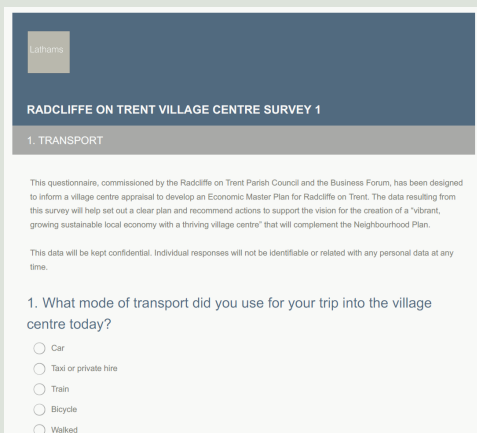 Lathams
RADCLIFFE ON TRENT VILLAGE CENTRE SURVEY 1
1. TRANSPORT
This questionnaire, commissioned by the Radcliffe on Trent Parish Council and the Business Forum, has been designed
to inform a village centre appraisal to develop an Economic Master Plan for Radcliffe on Trent. The data resulting from
this survey will help set out a clear plan and recommend actions to support the vision for the creation of a "vibrant,
growing sustainable local economy with a thriving village centre" that will complement the Neighbourhood Plan.
This data will be kept confidential. Individual responses will not be identifiable or related with any personal data at any
time.
1. What mode of transport did you use for your trip into the village
centre today?
Car
Taxi or private hire
Train
Bicycle
Walked